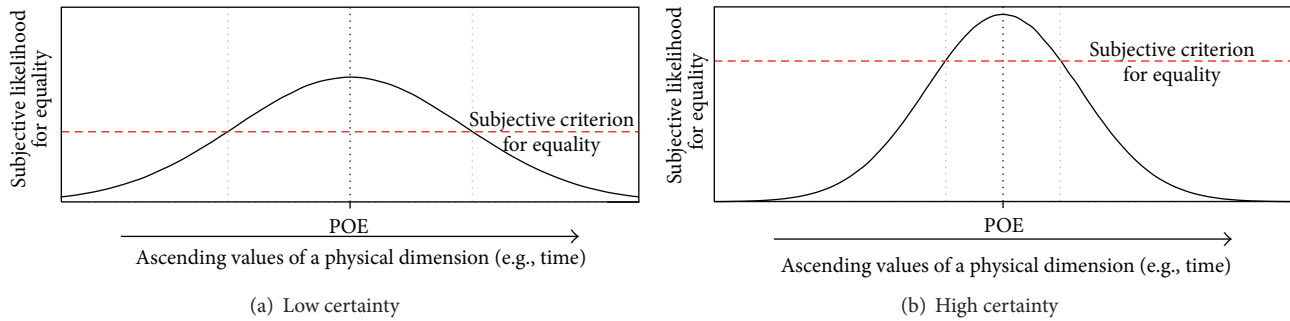 Subjective likelihood
for equality
Subjective criterion
for equality
POE
Ascending values of a physical dimension (e.g., time)
(a) Low certainty
Subjective likelihood
for equality
Subjective criterion
for equality
POE
Ascending values of a physical dimension (e.g., time)
(b) High certainty